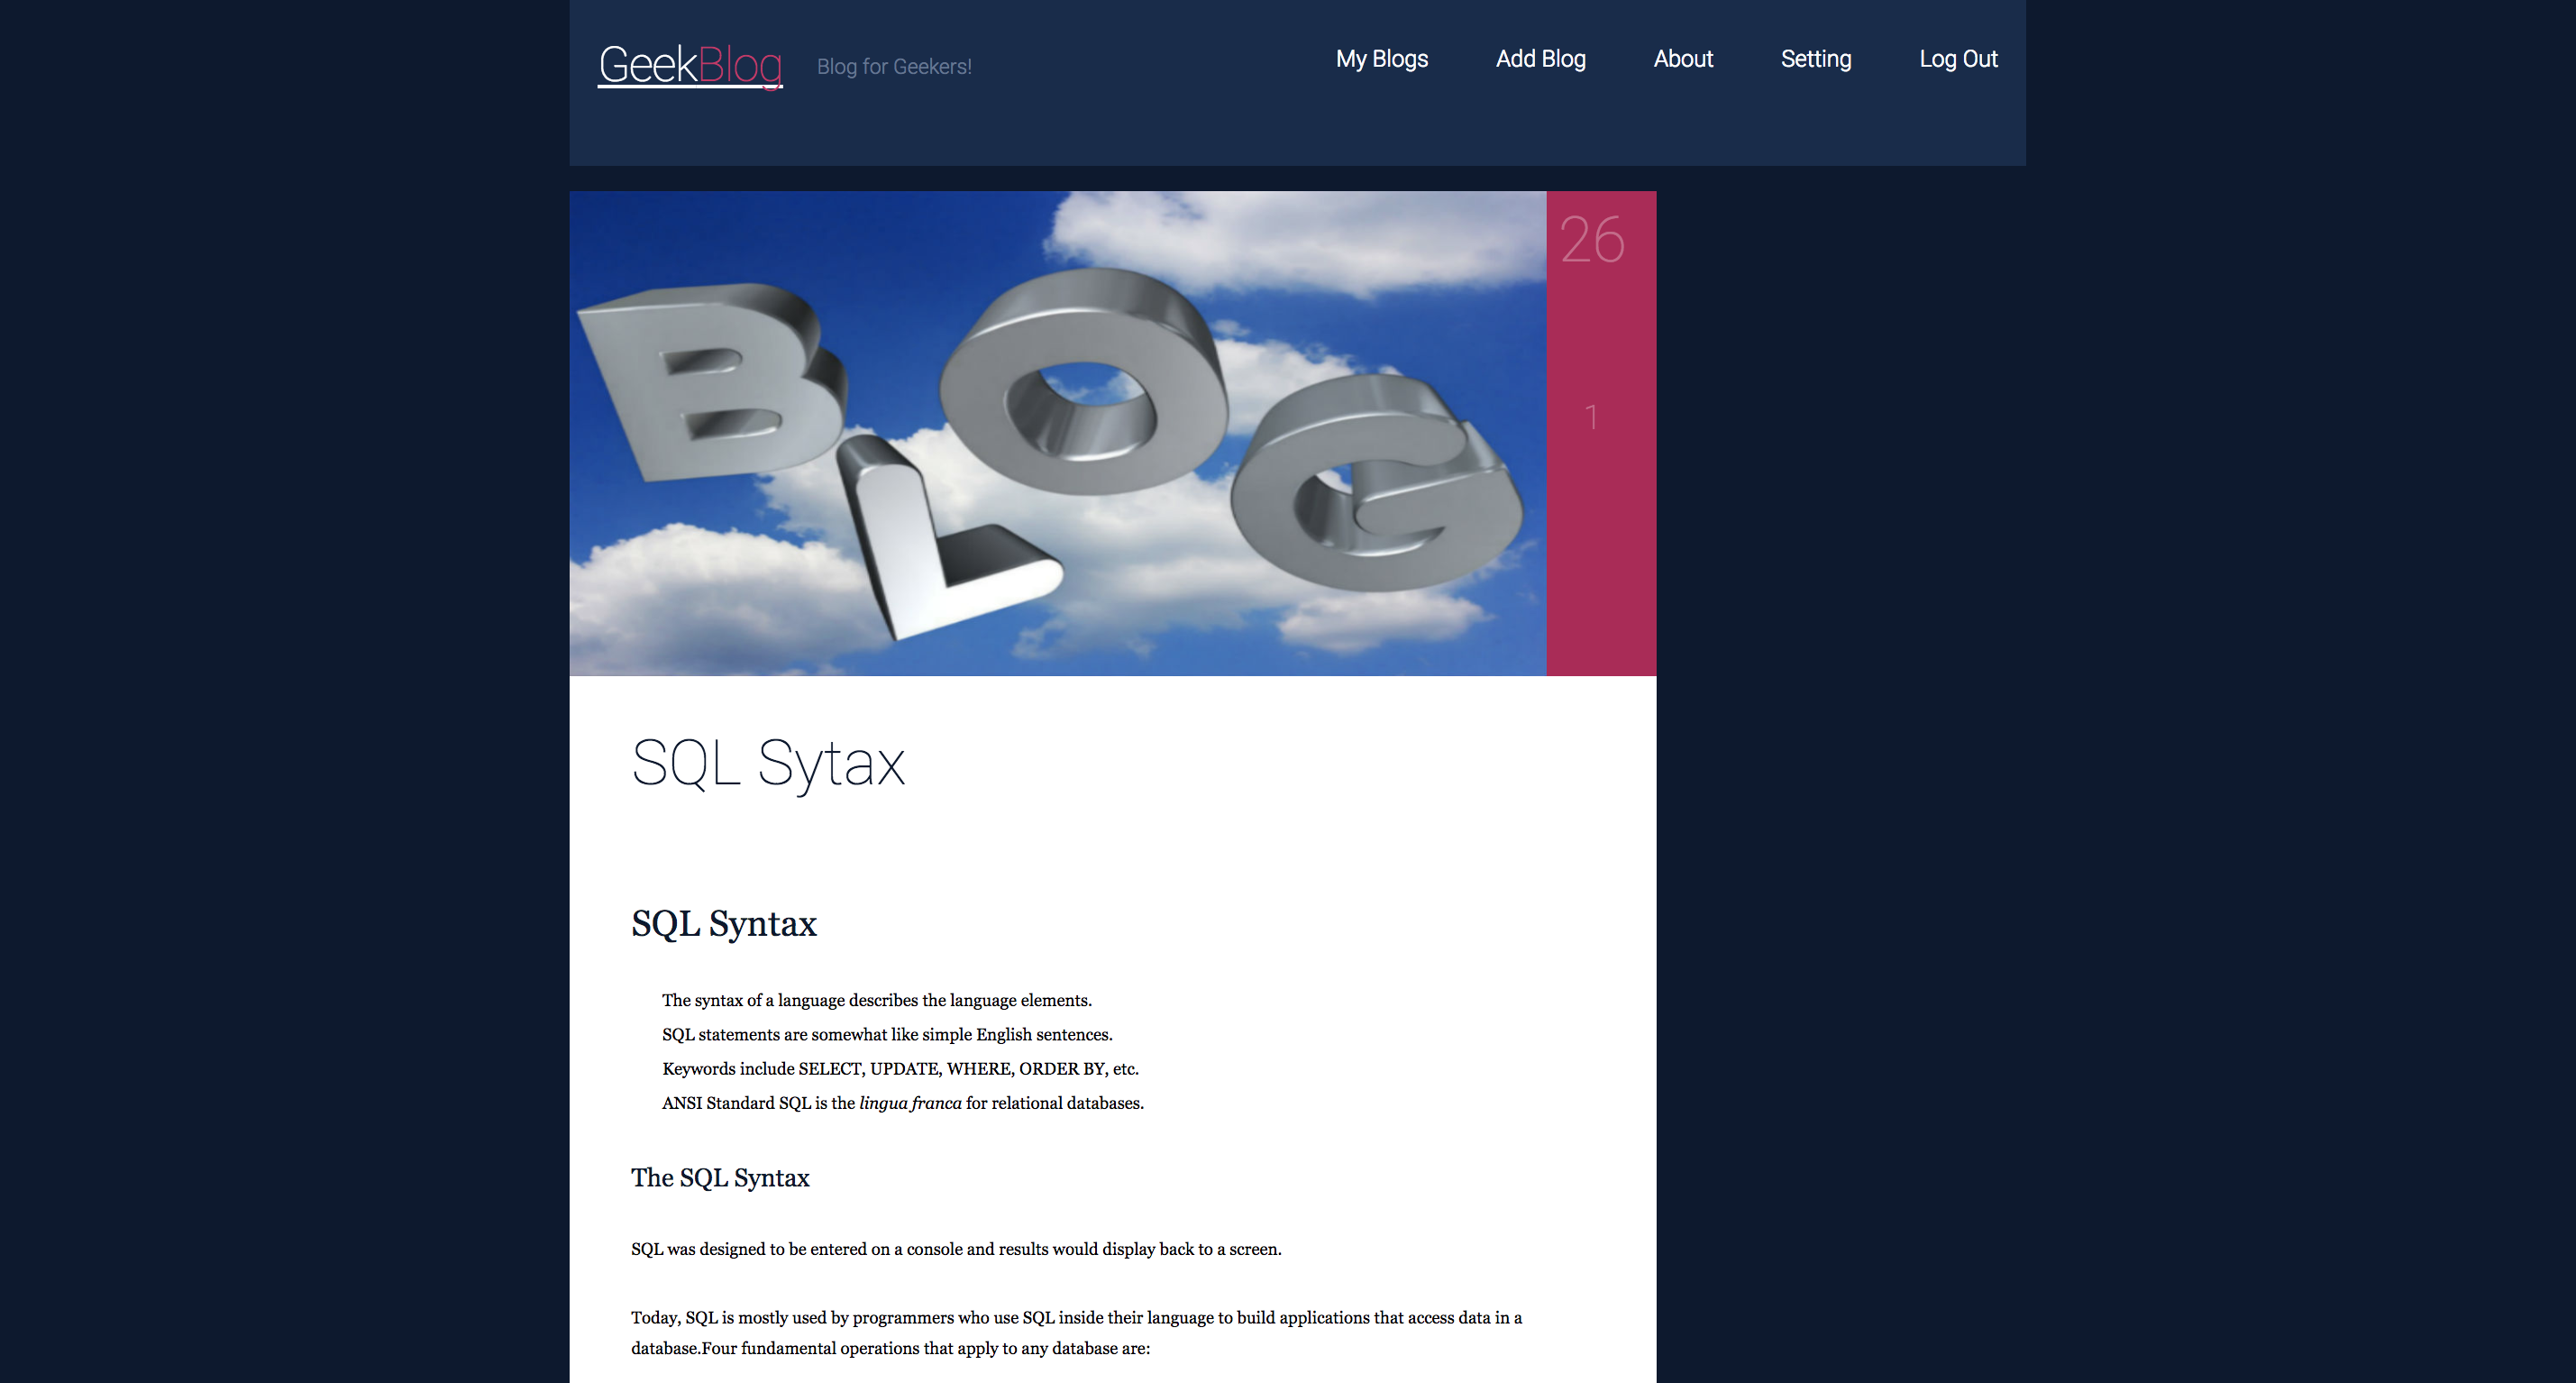 GeekBlog Blog for Geekers! My Blogs Add Blog About Setting Log Out
BLOG
26
1
SQL Sytax
SQL Syntax
The syntax of a language describes the language elements.
SQL statements are somewhat like simple English sentences.
Keywords include SELECT, UPDATE, WHERE, ORDER BY, etc.
ANSI Standard SQL is the lingua franca for relational databases.
The SQL Syntax
SQL was designed to be entered on a console and results would display back to a screen.
Today, SQL is mostly used by programmers who use SQL inside their language to build applications that access data in a
database.Four fundamental operations that apply to any database are: